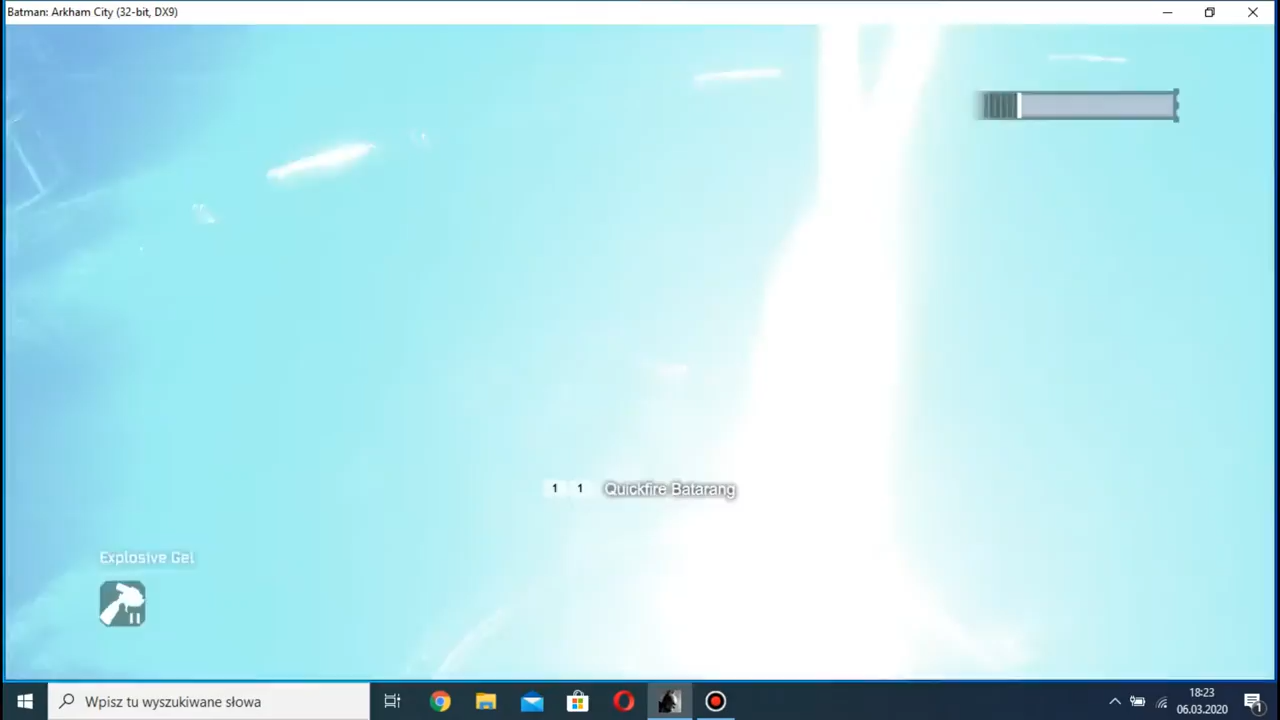 Batman: Arkham City (32-bit, DX9)
1 1 Quickfire Batarang
Explosive Gel
Wpisz tu wyszukiwane słowa
18:23
06.03.2020
1